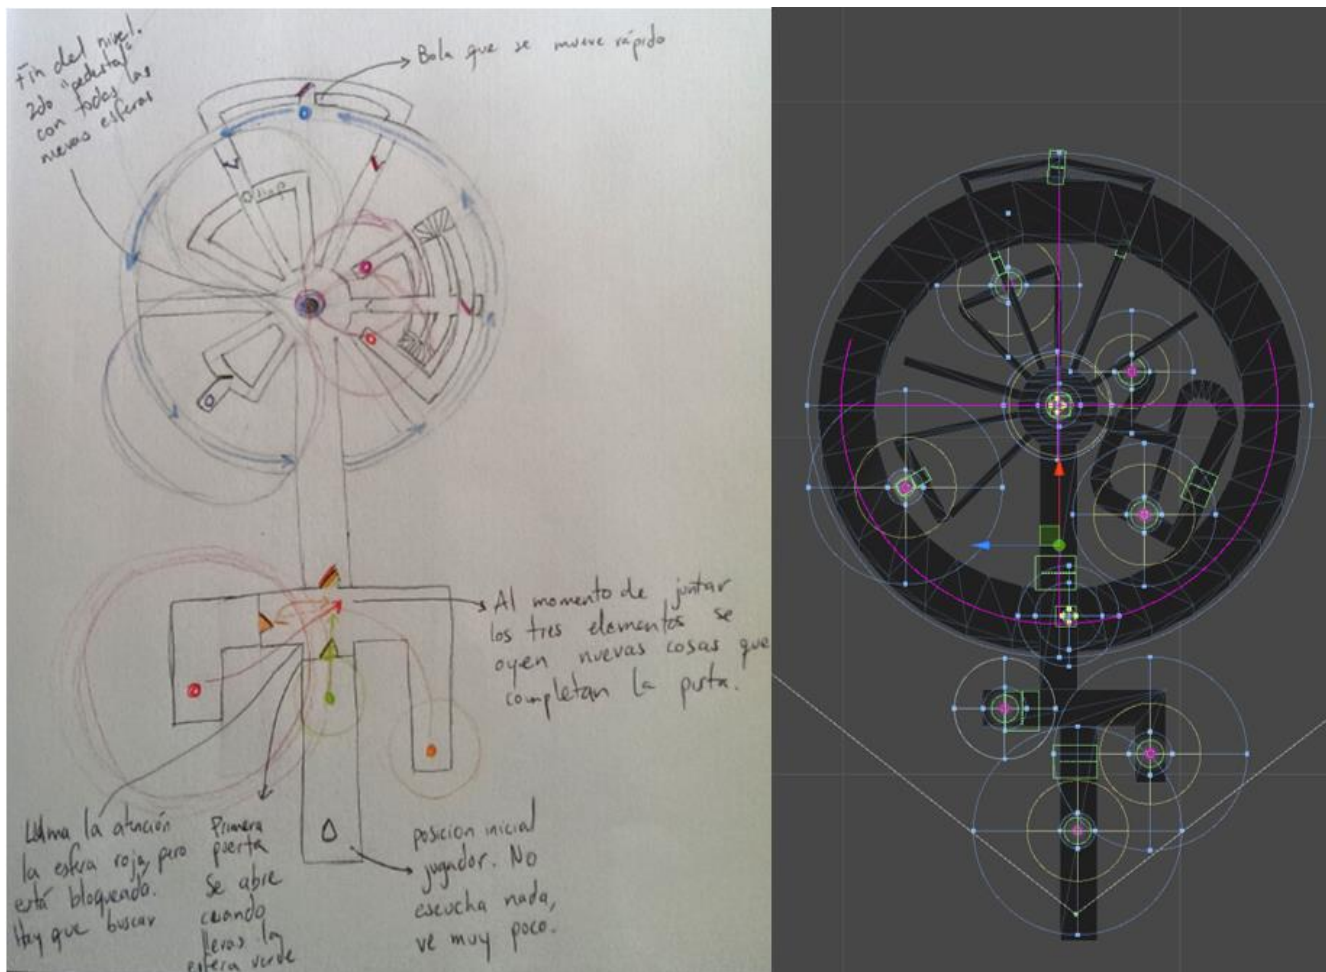 Fin del nivel.
2do "pedestal"
con todas las
nuevas esferas
Bola que se mueve rápido
Al momento de juntar
los tres elementos se
oyen nuevas cosas que
completan la pista.
Llama la atención
la esfera roja, pero
está bloqueada.
Hay que buscar
Primera
puerta
se abre
cuando
llevas la
esfera verde
posicion inicial
jugador. No
escucha nada,
ve muy poco.